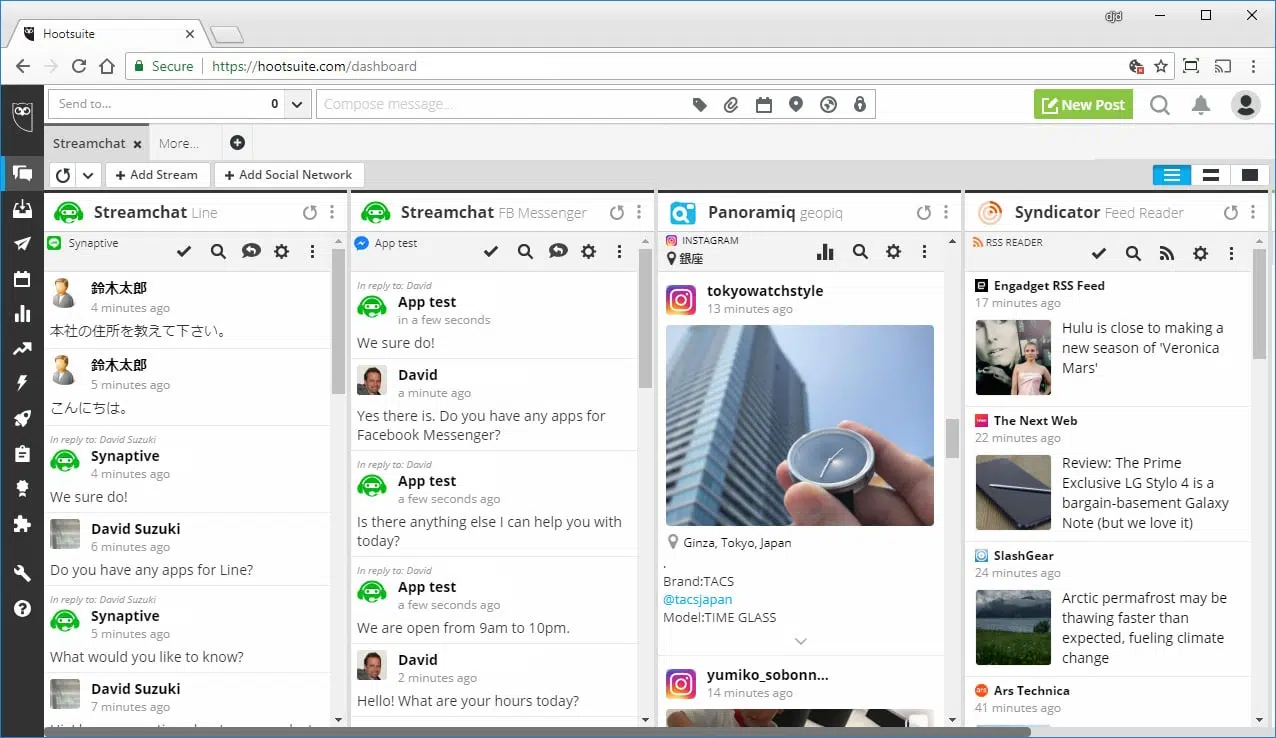 djd
Hootsuite
Secure
https://hootsuite.com/dashboard
Send to...
0
Compose message...
New Post
Streamchat
More...
Add Stream
Add Social Network
Streamchat Line
Synaptive
鈴木太郎
4 minutes ago
本社の住所を教えて下さい。
鈴木太郎
5 minutes ago
こんにちは。
In reply to: David Suzuki
Synaptive
4 minutes ago
We sure do!
David Suzuki
6 minutes ago
Do you have any apps for Line?
In reply to: David Suzuki
Synaptive
5 minutes ago
What would you like to know?
David Suzuki
7 minutes ago
Streamchat FB Messenger
App test
In reply to: David
App test
in a few seconds
We sure do!
David
a minute ago
Yes there is. Do you have any apps for
Facebook Messenger?
In reply to: David
App test
a few seconds ago
Is there anything else I can help you with
today?
In reply to: David
App test
a few seconds ago
We are open from 9am to 10pm.
David
2 minutes ago
Hello! What are your hours today?
Panoramiq geopiq
INSTAGRAM
銀座
tokyowatchstyle
13 minutes ago
Ginza, Tokyo, Japan
.
Brand:TACS
@tacsjapan
Model:TIME GLASS
yumiko_sobonn...
14 minutes ago
Syndicator Feed Reader
RSS READER
Engadget RSS Feed
17 minutes ago
Hulu is close to making a
new season of 'Veronica
Mars'
The Next Web
22 minutes ago
Review: The Prime
Exclusive LG Stylo 4 is a
bargain-basement Galaxy
Note (but we love it)
SlashGear
24 minutes ago
Arctic permafrost may be
thawing faster than
expected, fueling climate
change
ars
Ars Technica
41 minutes ago